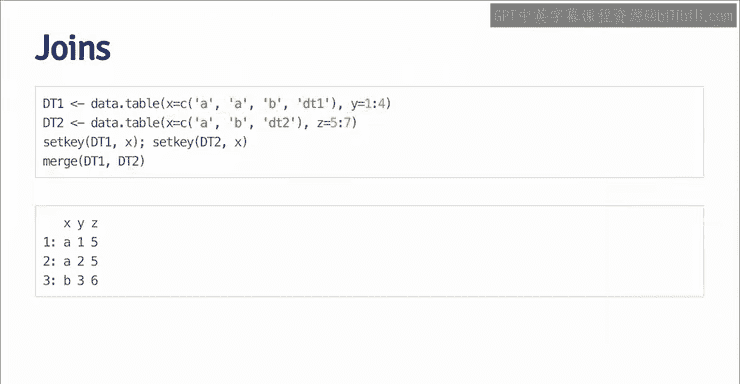 GPT中英字幕课程资源@bilibili.com
Joins
DT1 <- data.table(x=c('a', 'a', 'b', 'dt1'), y=1:4)
DT2 <- data.table(x=c('a', 'b', 'dt2'), z=5:7)
setkey(DT1, x); setkey(DT2, x)
merge(DT1, DT2)
x y z
1: a 1 5
2: a 2 5
3: b 3 6